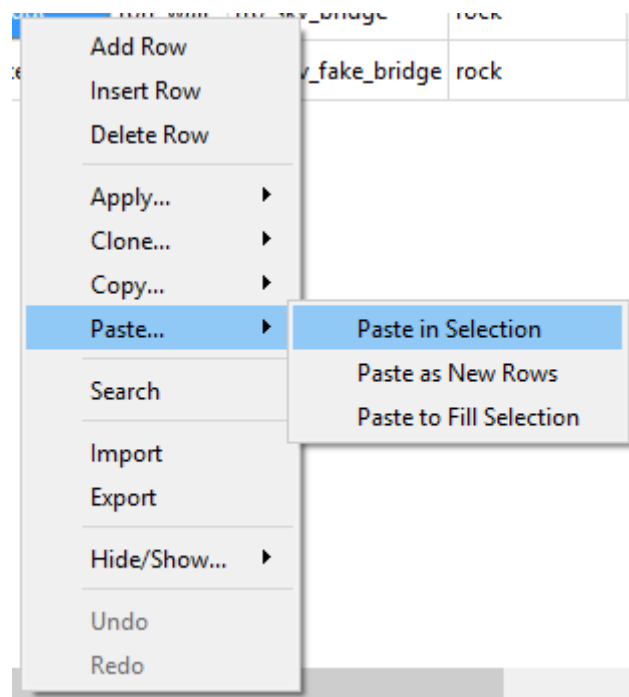 Add Row
v_fake_bridge rock
Insert Row
Delete Row
Apply...
Clone...
Copy...
Paste...
Paste in Selection
Paste as New Rows
Paste to Fill Selection
Search
Import
Export
Hide/Show...
Undo
Redo